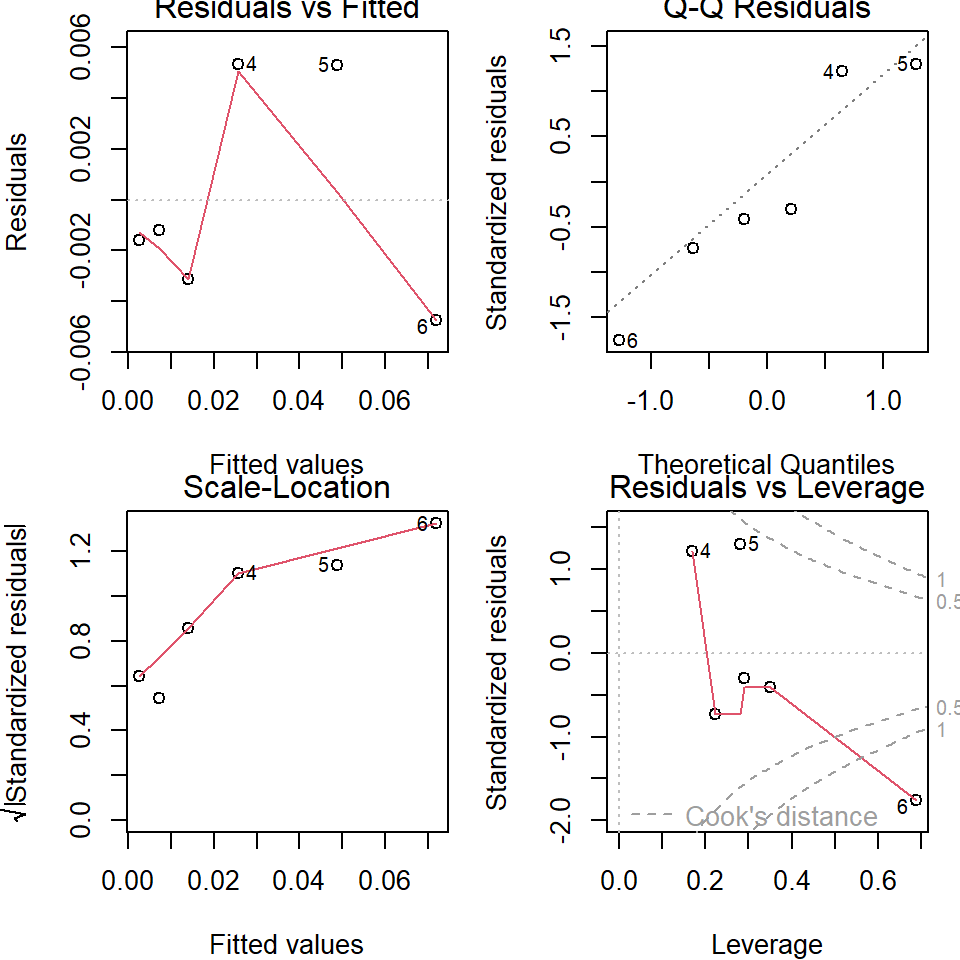 Residuals vs Fitted
Residuals
-0.006 -0.002 0.002 0.006
4
5
6
0.00 0.02 0.04 0.06
Fitted values
Q-Q Residuals
Standardized residuals
-1.5 -0.5 0.5 1.5
4
5
6
-1.0 0.0 1.0
Theoretical Quantiles
Scale-Location
√|Standardized residuals|
0.0 0.4 0.8 1.2
4
5
6
0.00 0.02 0.04 0.06
Fitted values
Residuals vs Leverage
Standardized residuals
-2.0 -1.0 0.0 1.0
4
5
6
1
0.5
0.5
1
Cook's distance
0.0 0.2 0.4 0.6
Leverage